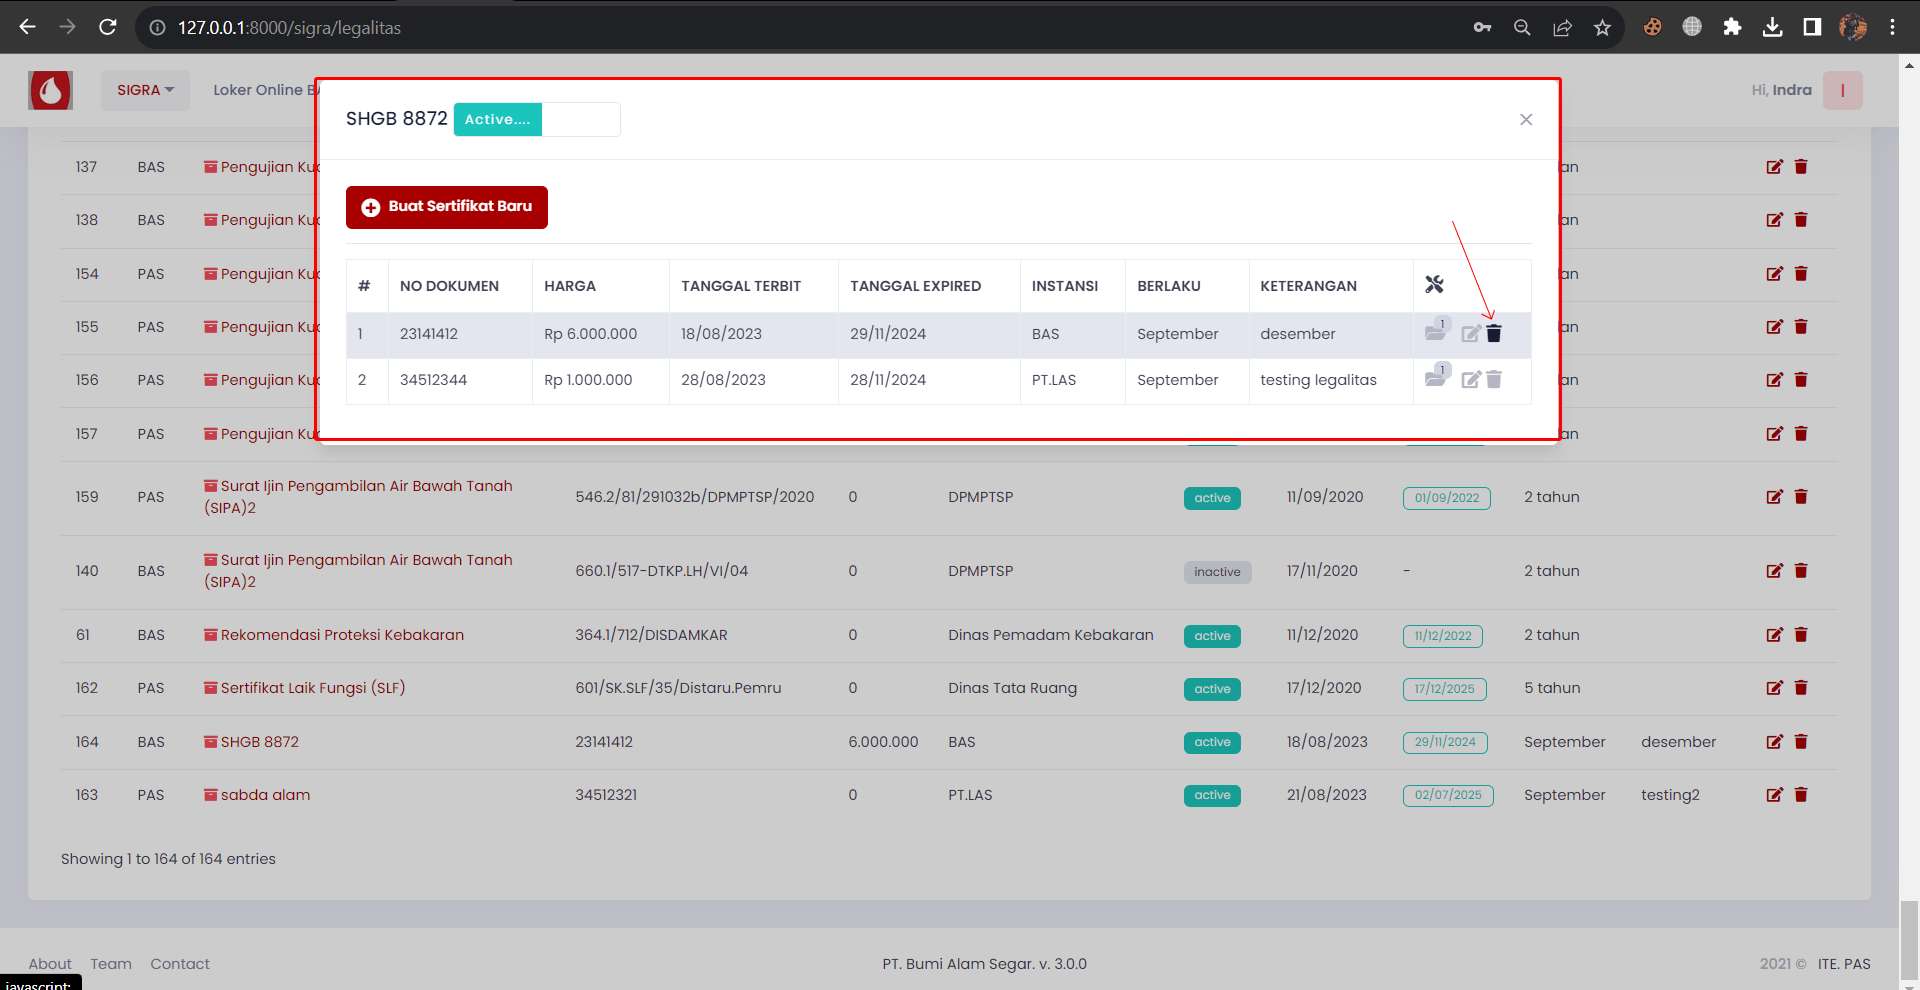 127.0.0.1:8000/sigra/legalitas
SIGRA
Loker Online B
Hi, Indra
I
SHGB 8872 Active....
Buat Sertifikat Baru
# NO DOKUMEN HARGA TANGGAL TERBIT TANGGAL EXPIRED INSTANSI BERLAKU KETERANGAN
1 23141412 Rp 6.000.000 18/08/2023 29/11/2024 BAS September desember 1
2 34512344 Rp 1.000.000 28/08/2023 28/11/2024 PT.LAS September testing legalitas 1
137 BAS Pengujian Ku an
138 BAS Pengujian Ku an
154 PAS Pengujian Ku an
155 PAS Pengujian Ku an
156 PAS Pengujian Ku an
157 PAS Pengujian Ku an
159 PAS Surat Ijin Pengambilan Air Bawah Tanah (SIPA)2 546.2/81/291032b/DPMPTSP/2020 0 DPMPTSP active 11/09/2020 01/09/2022 2 tahun
140 BAS Surat Ijin Pengambilan Air Bawah Tanah (SIPA)2 660.1/517-DTKP.LH/VI/04 0 DPMPTSP inactive 17/11/2020 - 2 tahun
61 BAS Rekomendasi Proteksi Kebakaran 364.1/712/DISDAMKAR 0 Dinas Pemadam Kebakaran active 11/12/2020 11/12/2022 2 tahun
162 PAS Sertifikat Laik Fungsi (SLF) 601/SK.SLF/35/Distaru.Pemru 0 Dinas Tata Ruang active 17/12/2020 17/12/2025 5 tahun
164 BAS SHGB 8872 23141412 6.000.000 BAS active 18/08/2023 29/11/2024 September desember
163 PAS sabda alam 34512321 0 PT.LAS active 21/08/2023 02/07/2025 September testing2
Showing 1 to 164 of 164 entries
About Team Contact
PT. Bumi Alam Segar. v. 3.0.0
2021 © ITE. PAS
javascript: